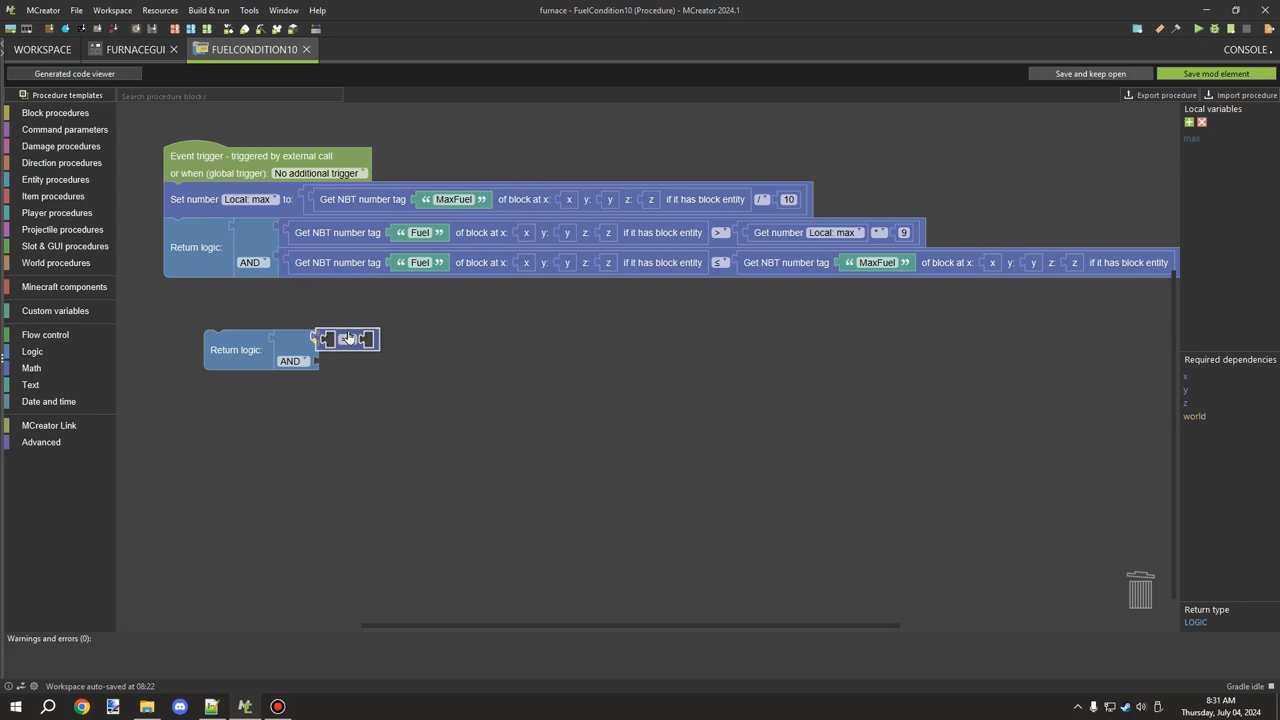 MCreator File Workspace Resources Build & run Tools Window Help
furnace - FuelCondition10 (Procedure) - MCreator 2024.1
WORKSPACE FURNACEGUI FUELCONDITION10 CONSOLE
Generated code viewer Save and keep open Save mod element
Procedure templates Search procedure blocks Export procedure Import procedure
Block procedures
Command parameters
Damage procedures
Direction procedures
Entity procedures
Item procedures
Player procedures
Projectile procedures
Slot & GUI procedures
World procedures
Minecraft components
Custom variables
Flow control
Logic
Math
Text
Date and time
MCreator Link
Advanced
Event trigger - triggered by external call
or when (global trigger): No additional trigger
Set number Local: max to: Get NBT number tag “ MaxFuel ” of block at x: x y: y z: z if it has block entity / 10
Return logic: Get NBT number tag “ Fuel ” of block at x: x y: y z: z if it has block entity > Get number Local: max * 9
AND Get NBT number tag “ Fuel ” of block at x: x y: y z: z if it has block entity ≤ Get NBT number tag “ MaxFuel ” of block at x: x y: y z: z if it has block entity
Return logic:
AND
Local variables
max
Required dependencies
x
y
z
world
Return type
LOGIC
Warnings and errors (0):
Workspace auto-saved at 08:22 Gradle idle
8:31 AM
Thursday, July 04, 2024